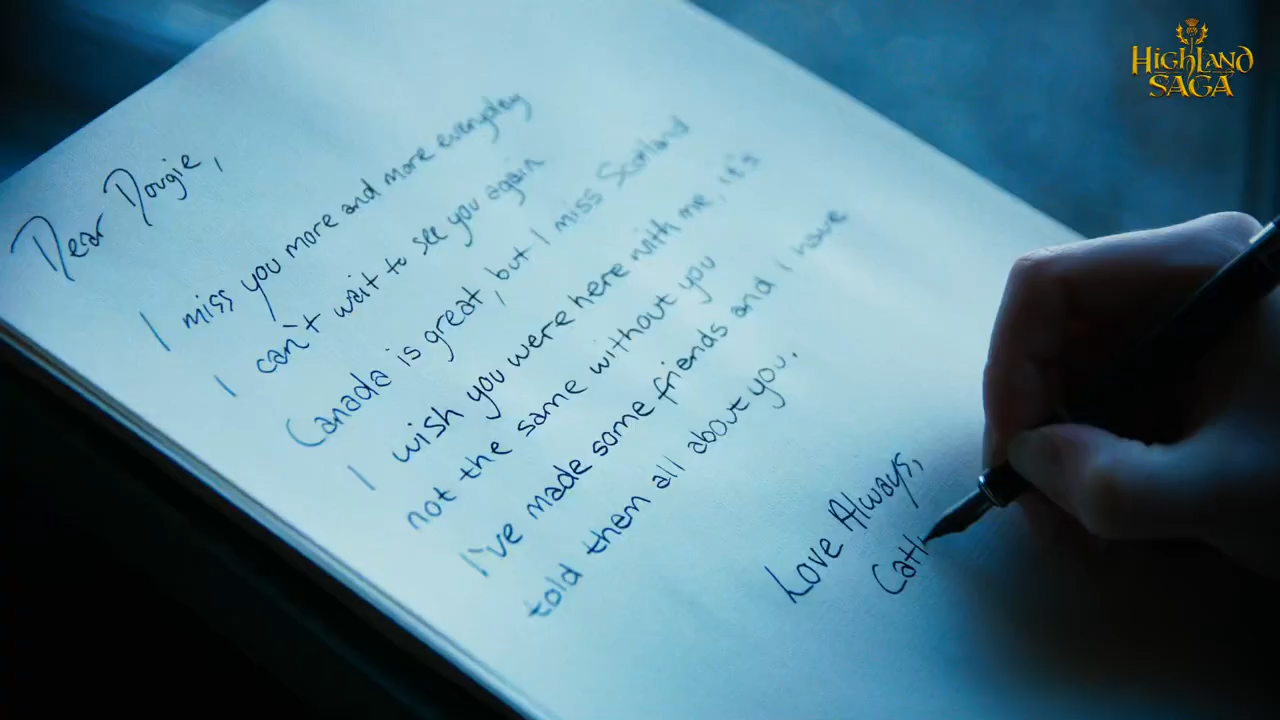 HIGHLAND
SAGA
Dear Dougie,
I miss you more and more everyday
I can't wait to see you again
Canada is great, but I miss Scotland
I wish you were here with me, it's
not the same without you
I've made some friends and I have
told them all about you.
Love Always,
Cath